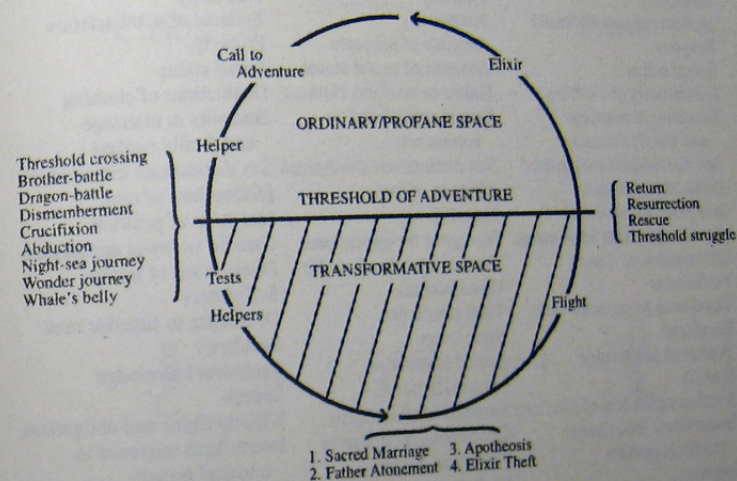 Call to
Adventure
Elixir
ORDINARY/PROFANE SPACE
Helper
Threshold crossing
Brother-battle
Dragon-battle
Dismemberment
Crucifixion
Abduction
Night-sea journey
Wonder journey
Whale's belly
THRESHOLD OF ADVENTURE
Return
Resurrection
Rescue
Threshold struggle
TRANSFORMATIVE SPACE
Tests
Helpers
Flight
1. Sacred Marriage 3. Apotheosis
2. Father Atonement 4. Elixir Theft